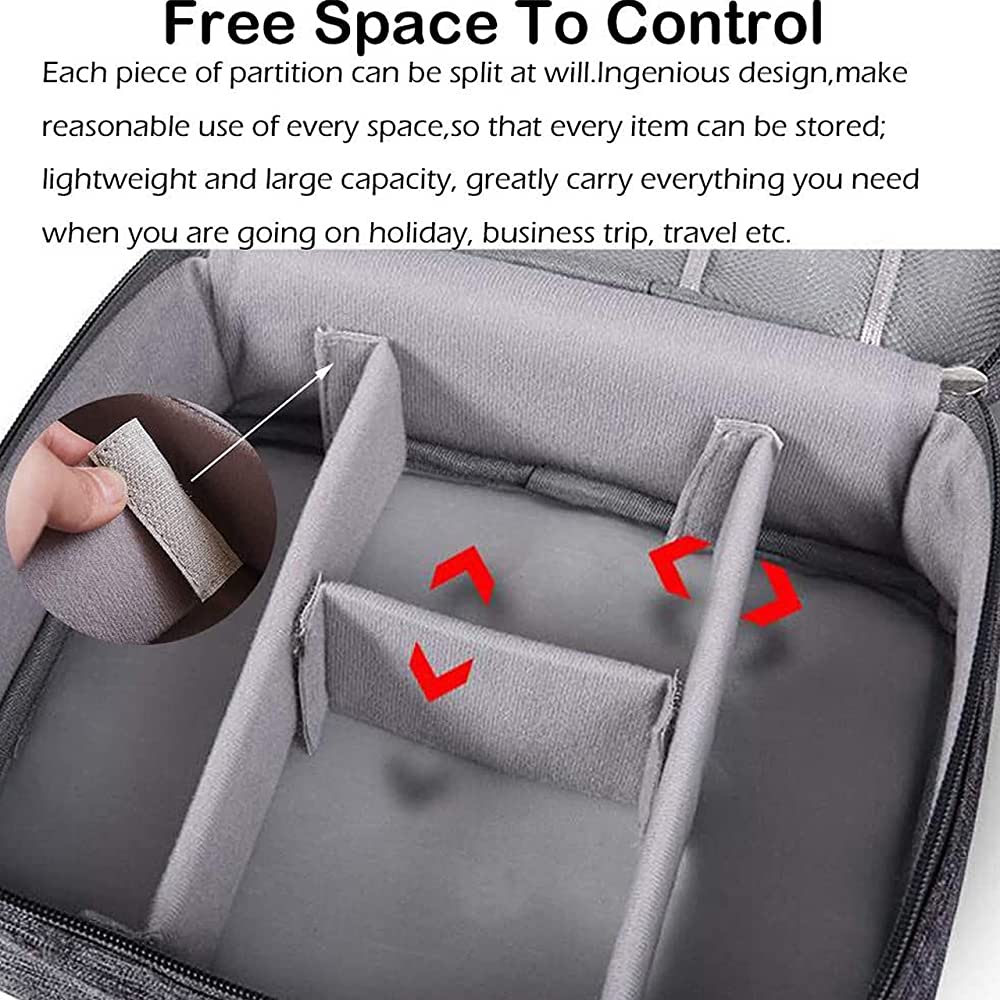 Free Space To Control
Each piece of partition can be split at will.Ingenious design,make
reasonable use of every space,so that every item can be stored;
lightweight and large capacity, greatly carry everything you need
when you are going on holiday, business trip, travel etc.